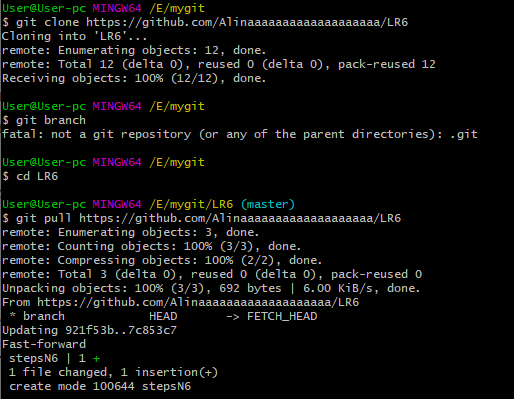 User@User-pc MINGW64 /E/mygit
$ git clone https://github.com/Alinaaaaaaaaaaaaaaaaaaa/LR6
Cloning into 'LR6'...
remote: Enumerating objects: 12, done.
remote: Total 12 (delta 0), reused 0 (delta 0), pack-reused 12
Receiving objects: 100% (12/12), done.
User@User-pc MINGW64 /E/mygit
$ git branch
fatal: not a git repository (or any of the parent directories): .git
User@User-pc MINGW64 /E/mygit
$ cd LR6
User@User-pc MINGW64 /E/mygit/LR6 (master)
$ git pull https://github.com/Alinaaaaaaaaaaaaaaaaaaa/LR6
remote: Enumerating objects: 3, done.
remote: Counting objects: 100% (3/3), done.
remote: Compressing objects: 100% (2/2), done.
remote: Total 3 (delta 0), reused 0 (delta 0), pack-reused 0
Unpacking objects: 100% (3/3), 692 bytes | 6.00 KiB/s, done.
From https://github.com/Alinaaaaaaaaaaaaaaaaaaa/LR6
 * branch            HEAD       -> FETCH_HEAD
Updating 921f53b..7c853c7
Fast-forward
 stepsN6 | 1 +
 1 file changed, 1 insertion(+)
 create mode 100644 stepsN6